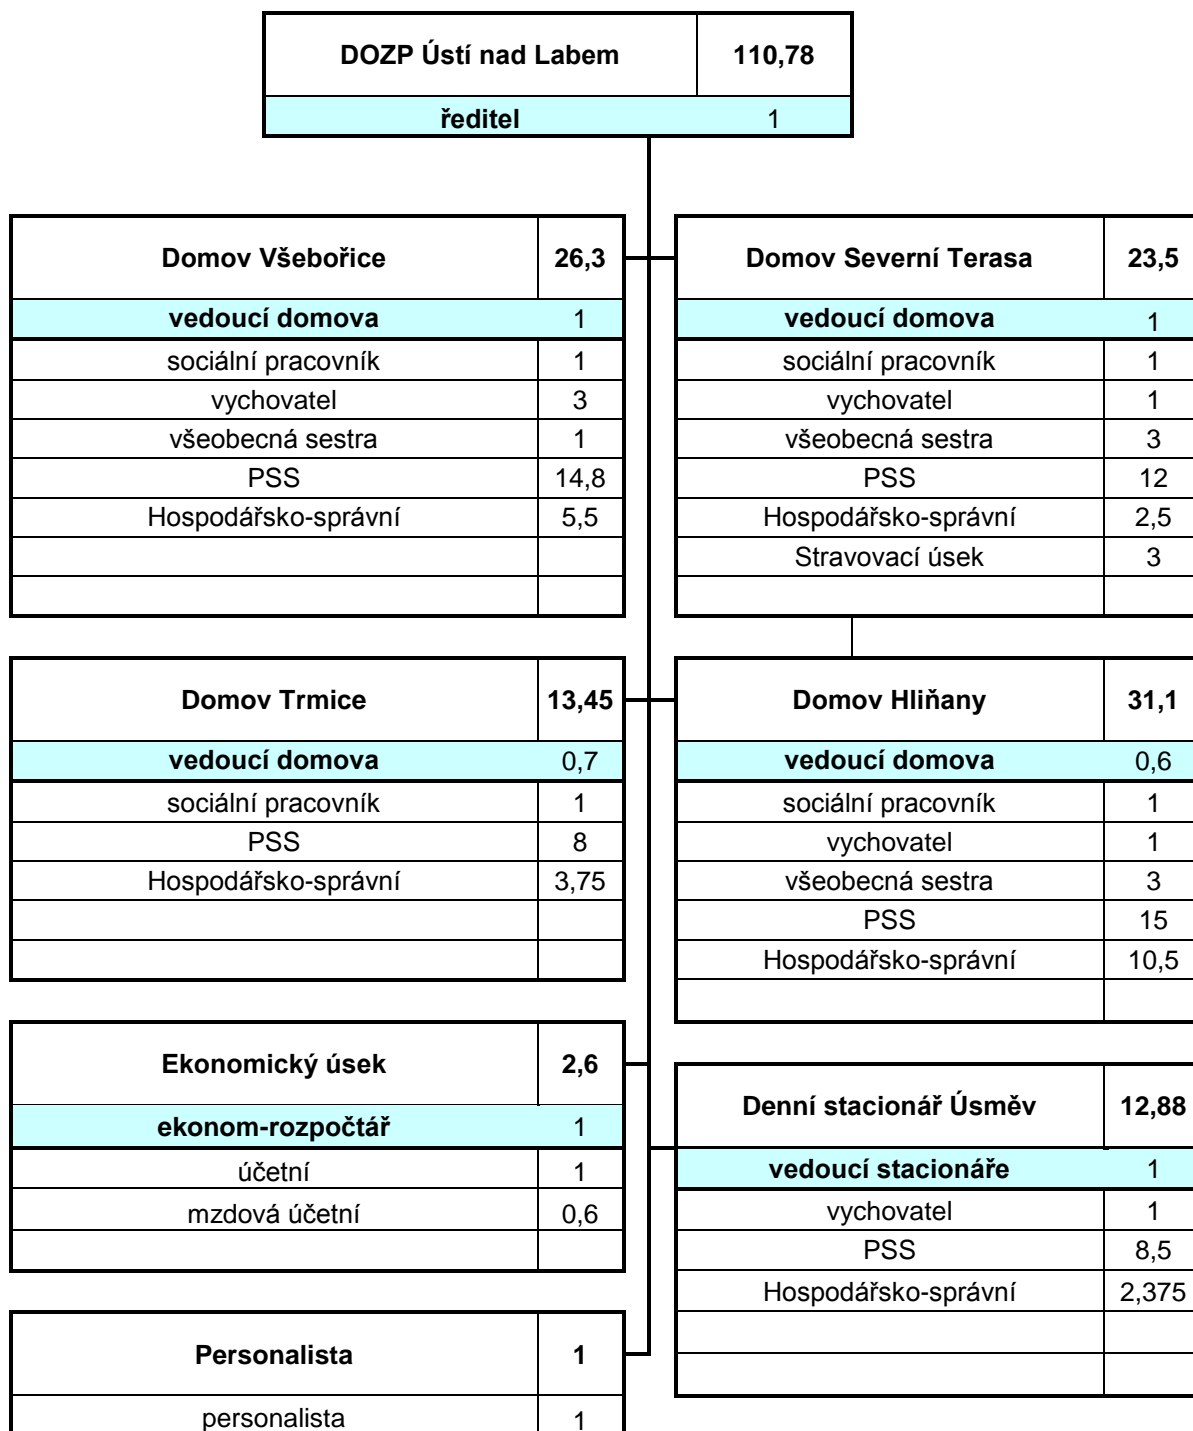 DOZP Ústí nad Labem 110,78
ředitel 1
Domov Všebořice 26,3
vedoucí domova 1
sociální pracovník 1
vychovatel 3
všeobecná sestra 1
PSS 14,8
Hospodářsko-správní 5,5
Domov Severní Terasa 23,5
vedoucí domova 1
sociální pracovník 1
vychovatel 1
všeobecná sestra 3
PSS 12
Hospodářsko-správní 2,5
Stravovací úsek 3
Domov Trmice 13,45
vedoucí domova 0,7
sociální pracovník 1
PSS 8
Hospodářsko-správní 3,75
Domov Hliňany 31,1
vedoucí domova 0,6
sociální pracovník 1
vychovatel 1
všeobecná sestra 3
PSS 15
Hospodářsko-správní 10,5
Ekonomický úsek 2,6
ekonom-rozpočtář 1
účetní 1
mzdová účetní 0,6
Denní stacionář Úsměv 12,88
vedoucí stacionáře 1
vychovatel 1
PSS 8,5
Hospodářsko-správní 2,375
Personalista 1
personalista 1